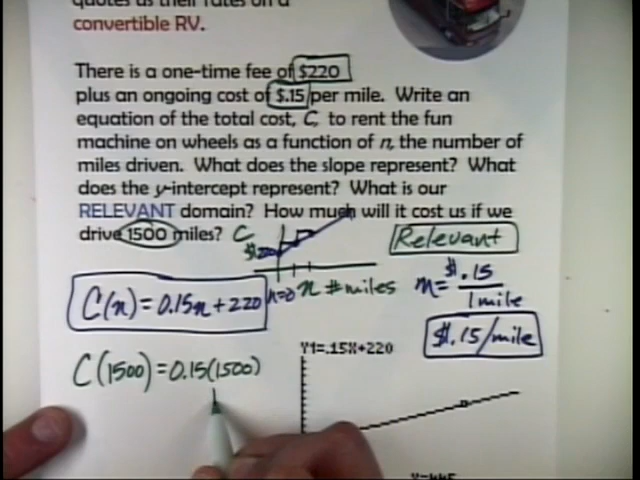 quotes as their rates on a
convertible RV.
There is a one-time fee of $220
plus an ongoing cost of $.15 per mile. Write an
equation of the total cost, C, to rent the fun
machine on wheels as a function of n, the number of
miles driven. What does the slope represent? What
does the y-intercept represent? What is our
RELEVANT domain? How much will it cost us if we
drive 1500 miles?
C
Relevant
n=0 n #miles
m= $.15
1mile
C(n)=0.15n+220
$.15/mile
Y1=.15X+220
C(1500)=0.15(1500)